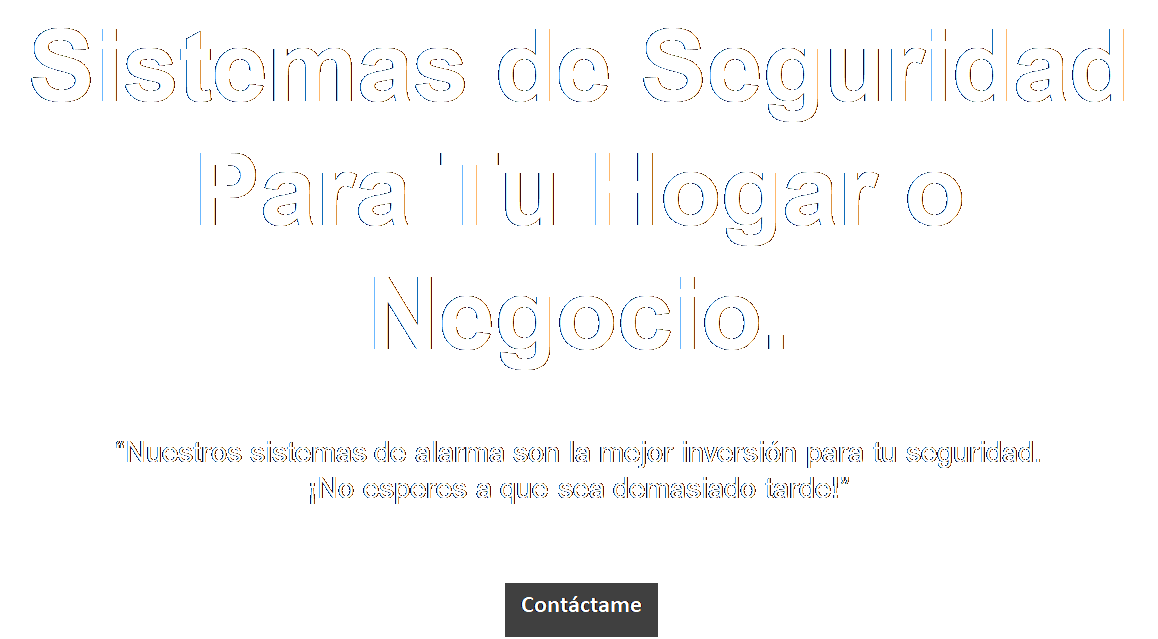 Sistemas de Seguridad
Para Tu Hogar o
Negocio.
“Nuestros sistemas de alarma son la mejor inversión para tu seguridad.
¡No esperes a que sea demasiado tarde!”
Contáctame